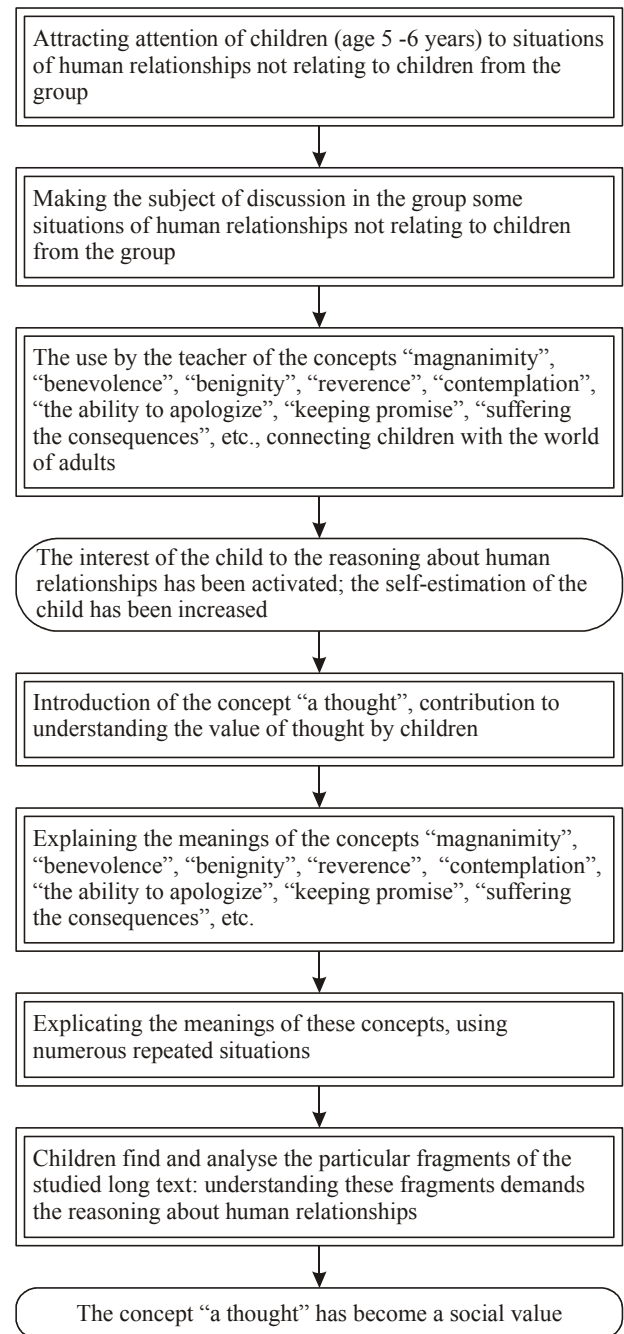 Attracting attention of children (age 5 -6 years) to situations
of human relationships not relating to children from the
group
Making the subject of discussion in the group some
situations of human relationships not relating to children
from the group
The use by the teacher of the concepts “magnanimity”,
“benevolence”, “benignity”, “reverence”, “contemplation”,
“the ability to apologize”, “keeping promise”, “suffering
the consequences”, etc., connecting children with the world
of adults
The interest of the child to the reasoning about human
relationships has been activated; the self-estimation of the
child has been increased
Introduction of the concept “a thought”, contribution to
understanding the value of thought by children
Explaining the meanings of the concepts “magnanimity”,
“benevolence”, “benignity”, “reverence”, “contemplation”,
“the ability to apologize”, “keeping promise”, “suffering
the consequences”, etc.
Explicating the meanings of these concepts, using
numerous repeated situations
Children find and analyse the particular fragments of the
studied long text: understanding these fragments demands
the reasoning about human relationships
The concept “a thought” has become a social value